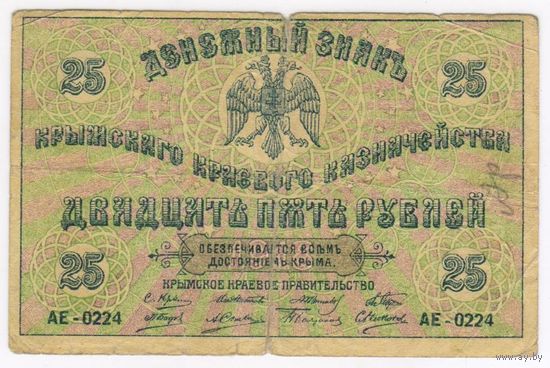 ДЕНЕЖНЫЙ ЗНАКЪ
25 25
КРЫМСКАГО КРАЕВОГО КАЗНАЧЕЙСТВА
ДВАДЦАТЬ ПЯТЬ РУБЛЕЙ
ОБЕЗПЕЧИВАЕТСЯ ВСѢМЪ
ДОСТОЯНІЕМЪ КРЫМА.
25 25
КРЫМСКОЕ КРАЕВОЕ ПРАВИТЕЛЬСТВО
АЕ-0224 АЕ-0224
www.ay.by